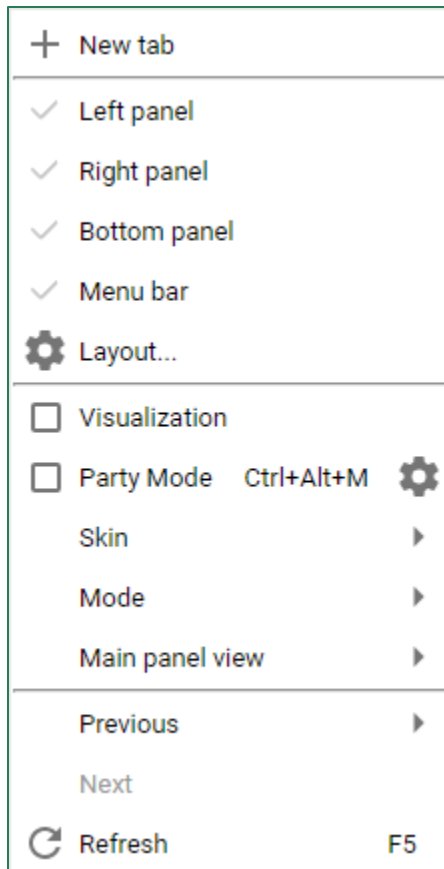 New tab
Left panel
Right panel
Bottom panel
Menu bar
Layout...
Visualization
Party Mode Ctrl+Alt+M
Skin
Mode
Main panel view
Previous
Next
Refresh F5